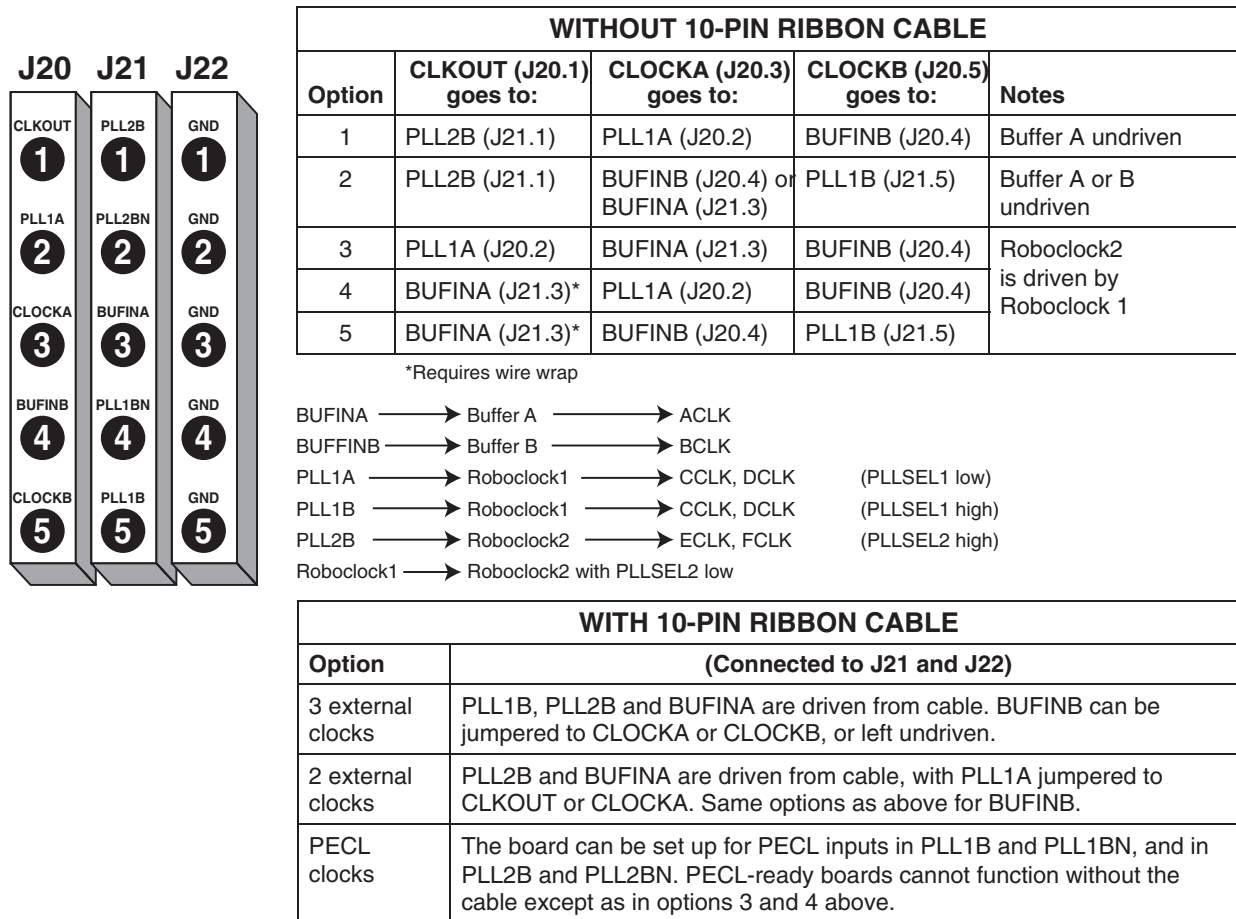 J20 J21 J22
CLKOUT PLL2B GND
1 1 1
PLL1A PLL2BN GND
2 2 2
CLOCKA BUFINA GND
3 3 3
BUFINB PLL1BN GND
4 4 4
CLOCKB PLL1B GND
5 5 5
WITHOUT 10-PIN RIBBON CABLE
Option CLKOUT (J20.1) goes to: CLOCKA (J20.3) goes to: CLOCKB (J20.5) goes to: Notes
1 PLL2B (J21.1) PLL1A (J20.2) BUFINB (J20.4) Buffer A undriven
2 PLL2B (J21.1) BUFINB (J20.4) or BUFINA (J21.3) PLL1B (J21.5) Buffer A or B undriven
3 PLL1A (J20.2) BUFINA (J21.3) BUFINB (J20.4) Roboclock2
4 BUFINA (J21.3)* PLL1A (J20.2) BUFINB (J20.4) is driven by
5 BUFINA (J21.3)* BUFINB (J20.4) PLL1B (J21.5) Roboclock 1
*Requires wire wrap
BUFINA Buffer A ACLK
BUFFINB Buffer B BCLK
PLL1A Roboclock1 CCLK, DCLK (PLLSEL1 low)
PLL1B Roboclock1 CCLK, DCLK (PLLSEL1 high)
PLL2B Roboclock2 ECLK, FCLK (PLLSEL2 high)
Roboclock1 Roboclock2 with PLLSEL2 low
WITH 10-PIN RIBBON CABLE
Option (Connected to J21 and J22)
3 external clocks PLL1B, PLL2B and BUFINA are driven from cable. BUFINB can be
jumpered to CLOCKA or CLOCKB, or left undriven.
2 external clocks PLL2B and BUFINA are driven from cable, with PLL1A jumpered to
CLKOUT or CLOCKA. Same options as above for BUFINB.
PECL clocks The board can be set up for PECL inputs in PLL1B and PLL1BN, and in
PLL2B and PLL2BN. PECL-ready boards cannot function without the
cable except as in options 3 and 4 above.